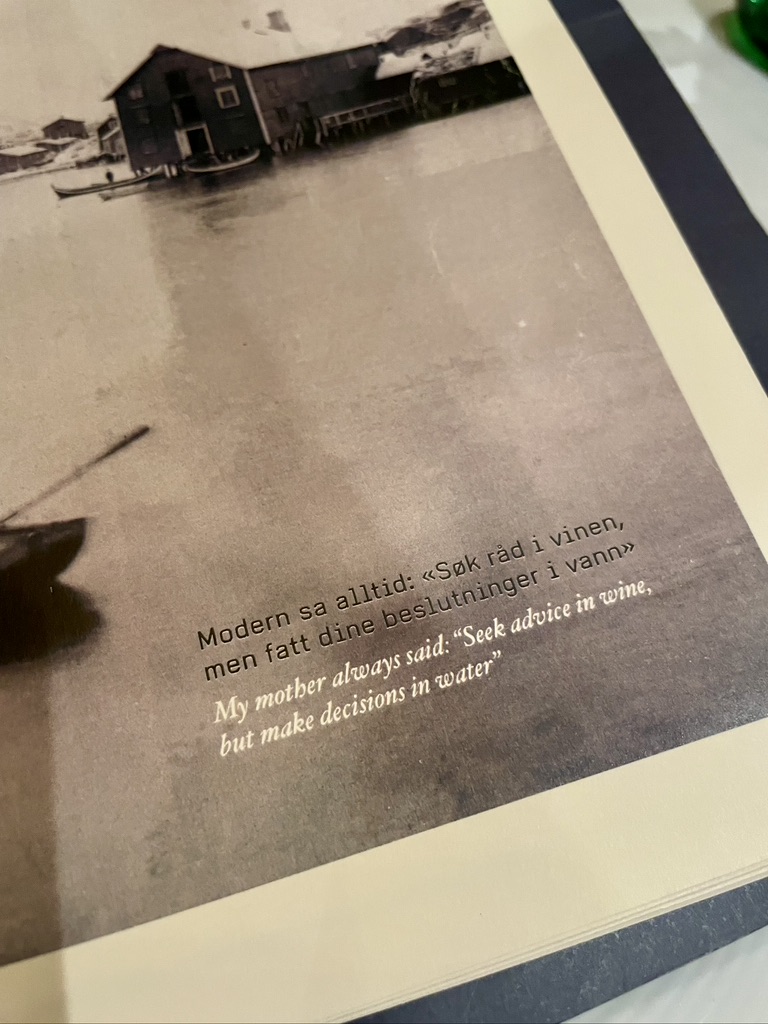 Modern sa alltid: «Søk råd i vinen,
men fatt dine beslutninger i vann»
My mother always said: “Seek advice in wine,
but make decisions in water”